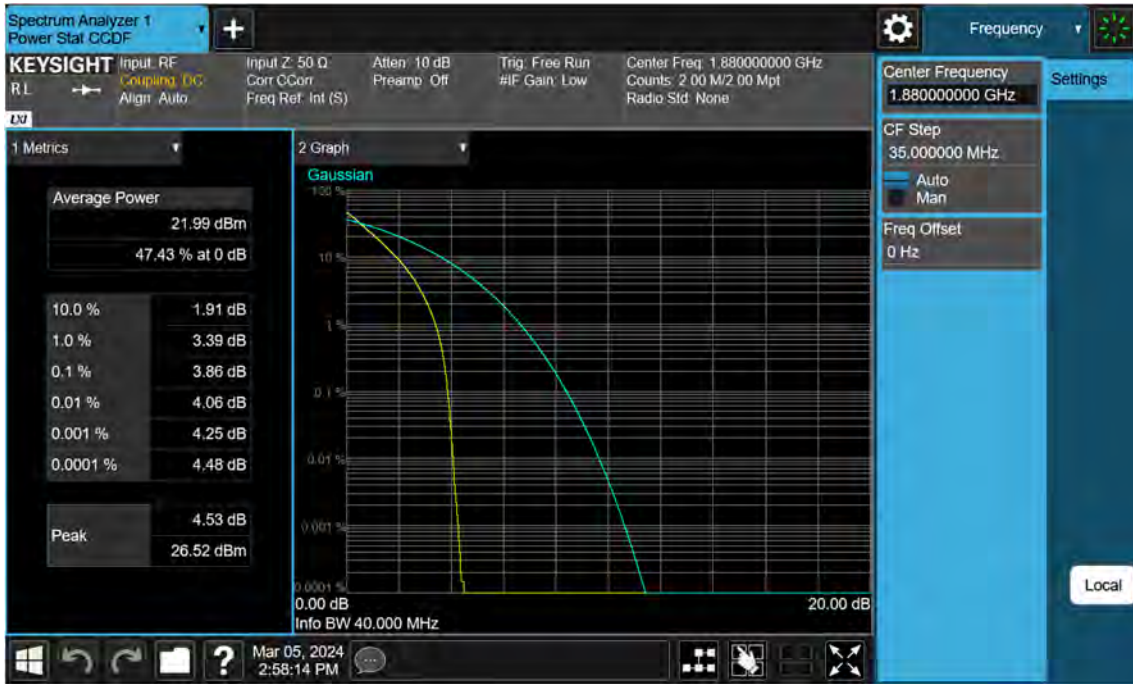 Spectrum Analyzer 1
Power Stat CCDF
+
Frequency
KEYSIGHT
RL
LXI
Input: RF
Coupling: DC
Align: Auto
Input Z: 50 Ω
Corr CCorr
Freq Ref: Int (S)
Atten: 10 dB
Preamp: Off
Trig: Free Run
#IF Gain: Low
Center Freq: 1.880000000 GHz
Counts: 2.00 M/2.00 Mpt
Radio Std: None
Center Frequency
1.880000000 GHz
Settings
CF Step
35.000000 MHz
Auto
Man
Freq Offset
0 Hz
Local
1 Metrics
Average Power
21.99 dBm
47.43 % at 0 dB
10.0 % 1.91 dB
1.0 % 3.39 dB
0.1 % 3.86 dB
0.01 % 4.06 dB
0.001 % 4.25 dB
0.0001 % 4.48 dB
Peak
4.53 dB
26.52 dBm
2 Graph
Gaussian
100 %
10 %
1 %
0.1 %
0.01 %
0.001 %
0.0001 %
0.00 dB 20.00 dB
Info BW 40.000 MHz
?
Mar 05, 2024
2:58:14 PM